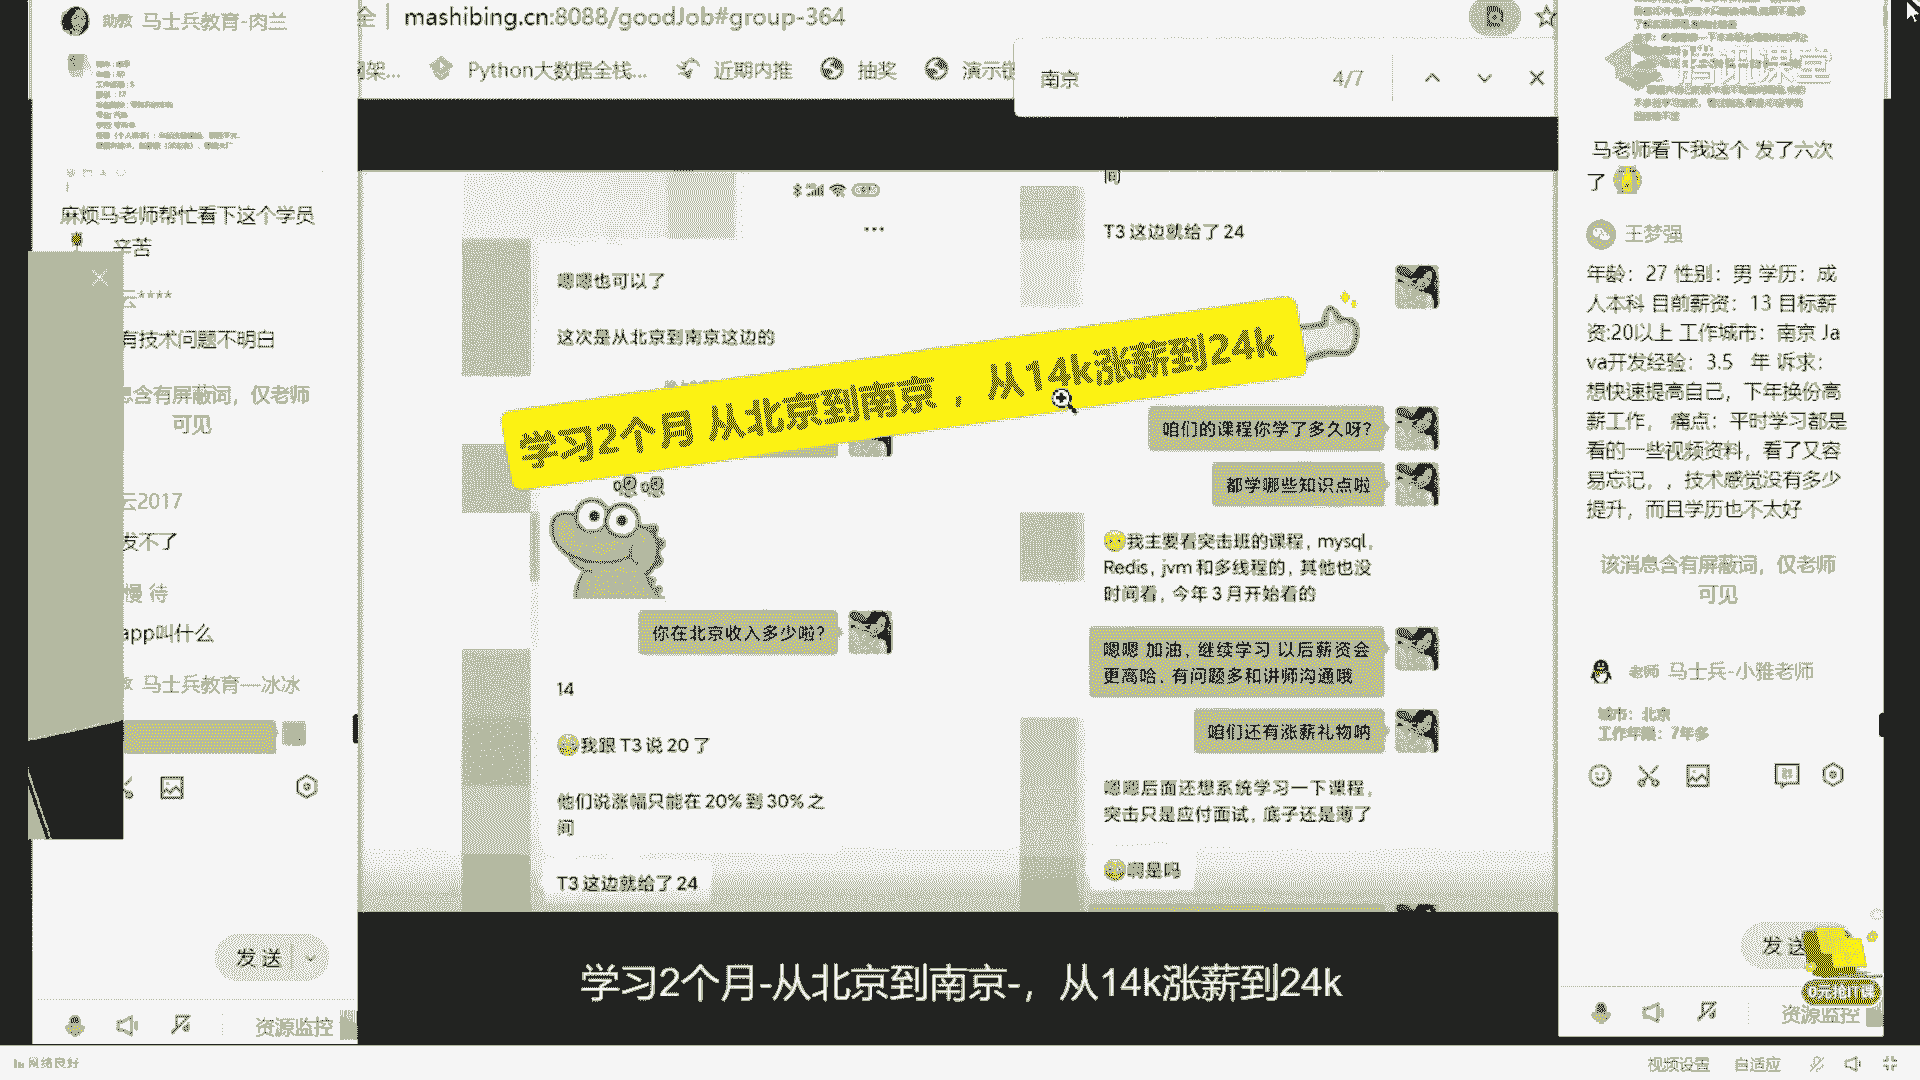 助教 马士兵教育-肉兰
麻烦马老师帮忙看下这个学员
辛苦
云****
有技术问题不明白
息含有屏蔽词，仅老师
可见
云2017
发不了
慢 待
app叫什么
马士兵教育—冰冰
发送
资源监控
网络良好
全 | mashibing.cn:8088/goodJob#group-364
Python大数据全栈...
近期内推
抽奖
南京
4/7
嗯嗯也可以了
这次是从北京到南京这边的
学习2个月 从北京到南京 ，从14k涨薪到24k
你在北京收入多少啦?
14
我跟 T3 说 20 了
他们说涨幅只能在 20% 到 30% 之
间
T3 这边就给了 24
间
T3 这边就给了 24
咱们的课程你学了多久呀?
都学哪些知识点啦
我主要看突击班的课程, mysql,
Redis, jvm 和多线程的, 其他也没
时间看, 今年 3 月开始看的
嗯嗯 加油, 继续学习 以后薪资会
更高哈, 有问题多和讲师沟通哦
咱们还有涨薪礼物呐
嗯嗯后面还想系统学习一下课程,
突击只是应付面试, 底子还是薄了
啊是吗
学习2个月-从北京到南京-，从14k涨薪到24k
腾讯课堂
马老师看下我这个 发了六次
了
王梦强
年龄：27 性别：男 学历：成
人本科 目前薪资：13 目标薪
资:20以上 工作城市：南京 Ja
va开发经验：3.5 年 诉求：
想快速提高自己，下年换份高
薪工作， 痛点：平时学习都是
看的一些视频资料，看了又容
易忘记，，技术感觉没有多少
提升，而且学历也不太好
该消息含有屏蔽词，仅老师
可见
老师 马士兵-小雅老师
城市：北京
工作年限：7年多
发送
资源监控
视频设置
自适应